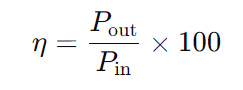 η = P_out / P_in × 100